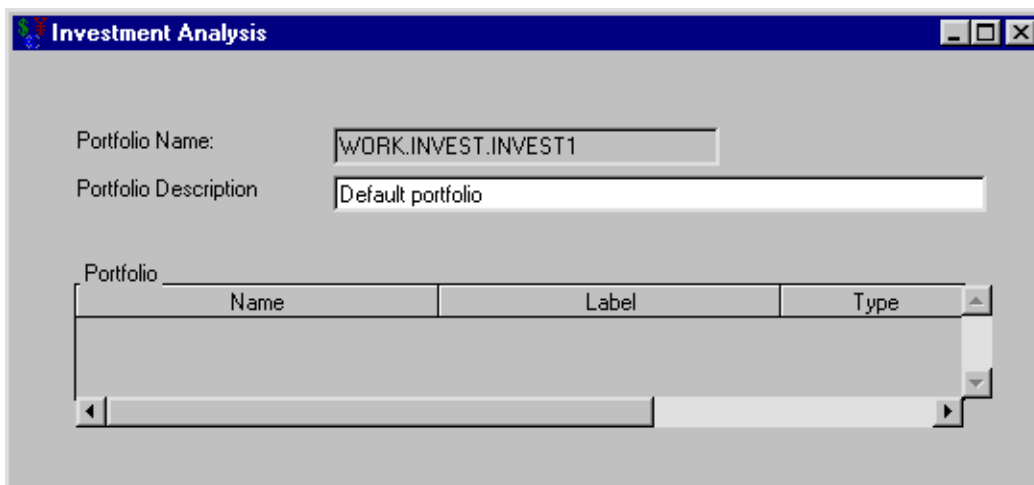 Investment Analysis
Portfolio Name: WORK.INVEST.INVEST1
Portfolio Description Default portfolio
Portfolio
Name Label Type